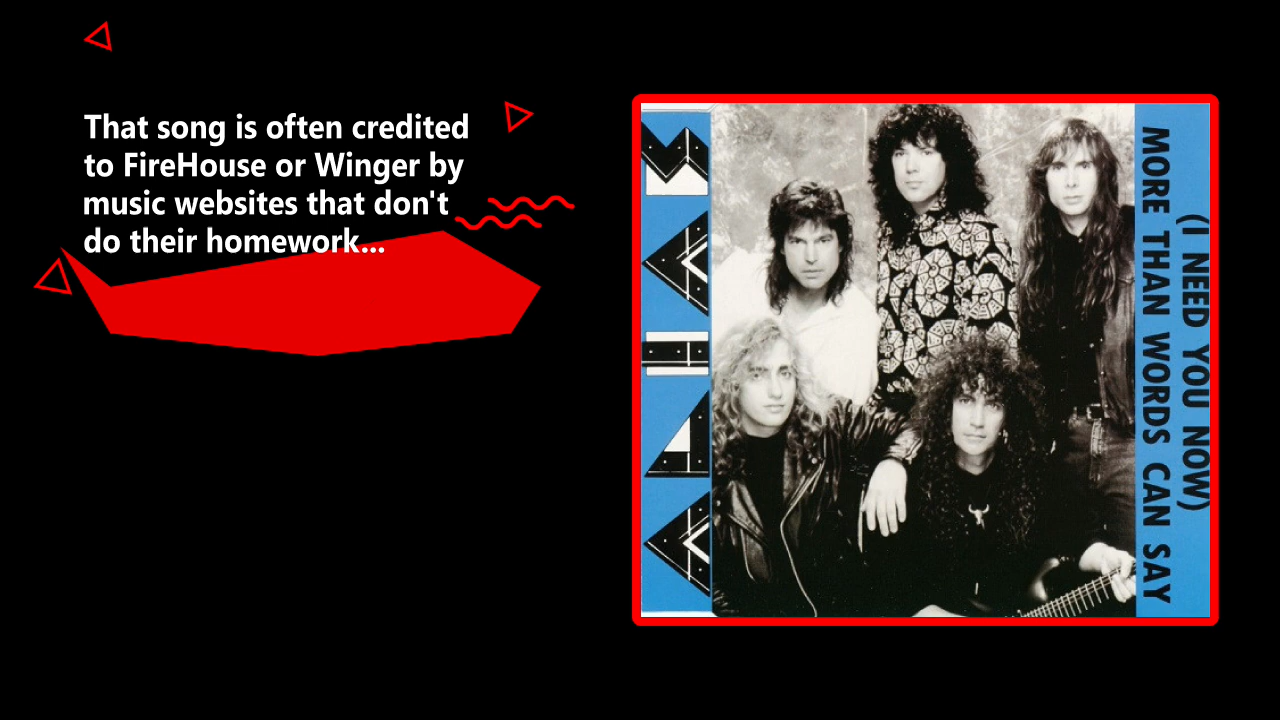 That song is often credited
to FireHouse or Winger by
music websites that don't
do their homework...
ALIAS
(I NEED YOU NOW)
MORE THAN WORDS CAN SAY